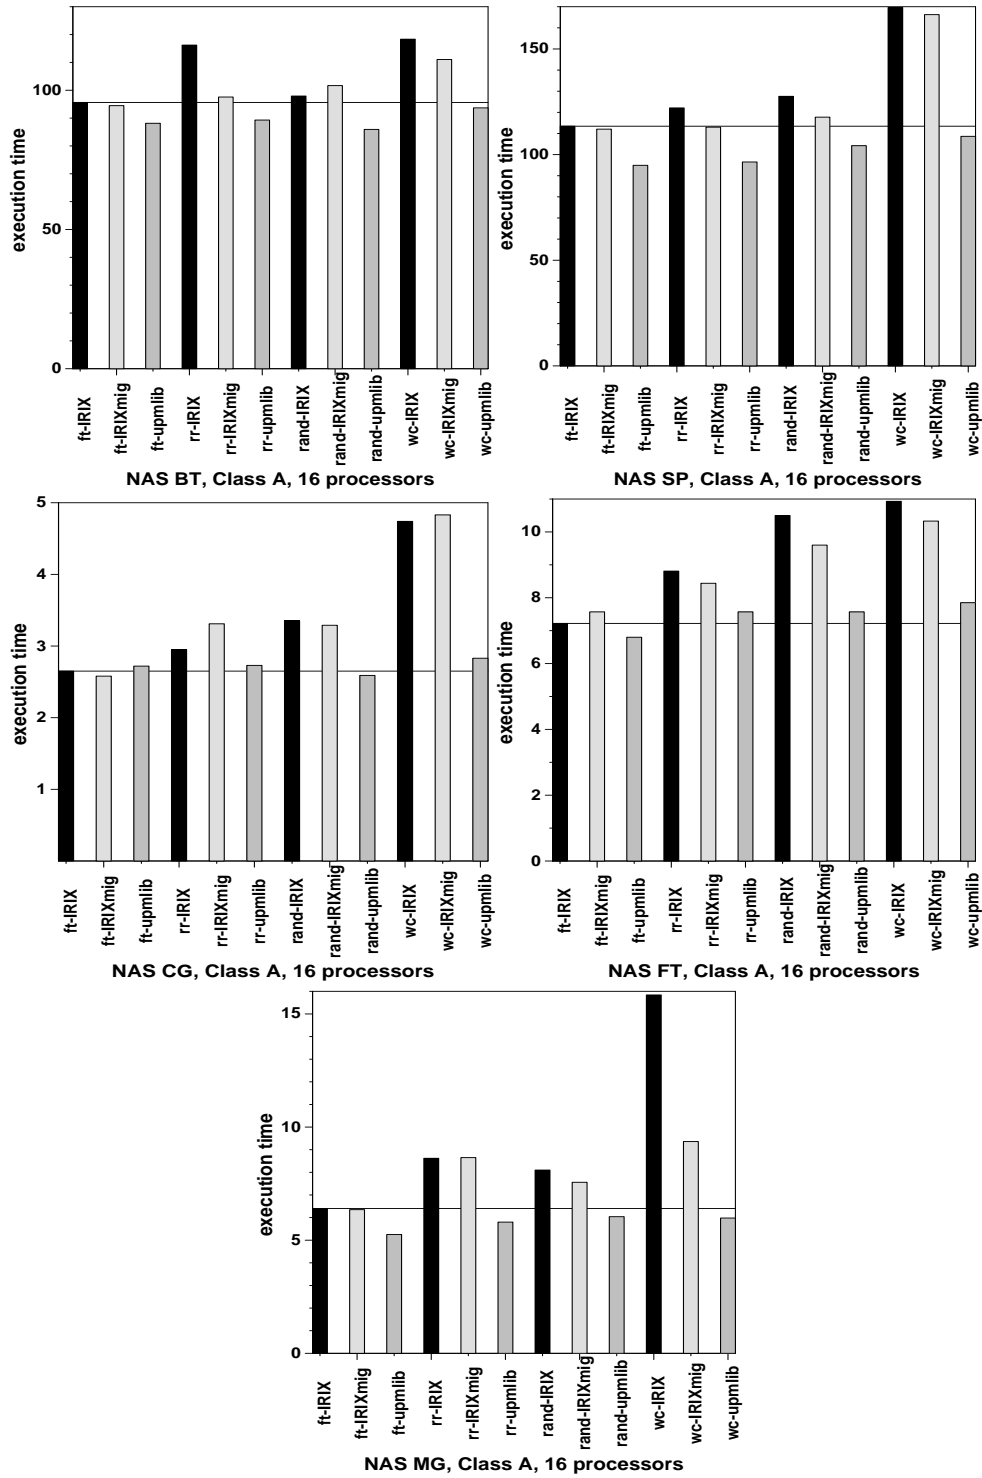 execution time
100
50
0
ft-IRIX
ft-IRIXmig
ft-upmlib
rr-IRIX
rr-IRIXmig
rr-upmlib
rand-IRIX
rand-IRIXmig
rand-upmlib
wc-IRIX
wc-IRIXmig
wc-upmlib
NAS BT, Class A, 16 processors
execution time
150
100
50
0
ft-IRIX
ft-IRIXmig
ft-upmlib
rr-IRIX
rr-IRIXmig
rr-upmlib
rand-IRIX
rand-IRIXmig
rand-upmlib
wc-IRIX
wc-IRIXmig
wc-upmlib
NAS SP, Class A, 16 processors
execution time
5
4
3
2
1
ft-IRIX
ft-IRIXmig
ft-upmlib
rr-IRIX
rr-IRIXmig
rr-upmlib
rand-IRIX
rand-IRIXmig
rand-upmlib
wc-IRIX
wc-IRIXmig
wc-upmlib
NAS CG, Class A, 16 processors
execution time
10
8
6
4
2
0
ft-IRIX
ft-IRIXmig
ft-upmlib
rr-IRIX
rr-IRIXmig
rr-upmlib
rand-IRIX
rand-IRIXmig
rand-upmlib
wc-IRIX
wc-IRIXmig
wc-upmlib
NAS FT, Class A, 16 processors
execution time
15
10
5
0
ft-IRIX
ft-IRIXmig
ft-upmlib
rr-IRIX
rr-IRIXmig
rr-upmlib
rand-IRIX
rand-IRIXmig
rand-upmlib
wc-IRIX
wc-IRIXmig
wc-upmlib
NAS MG, Class A, 16 processors